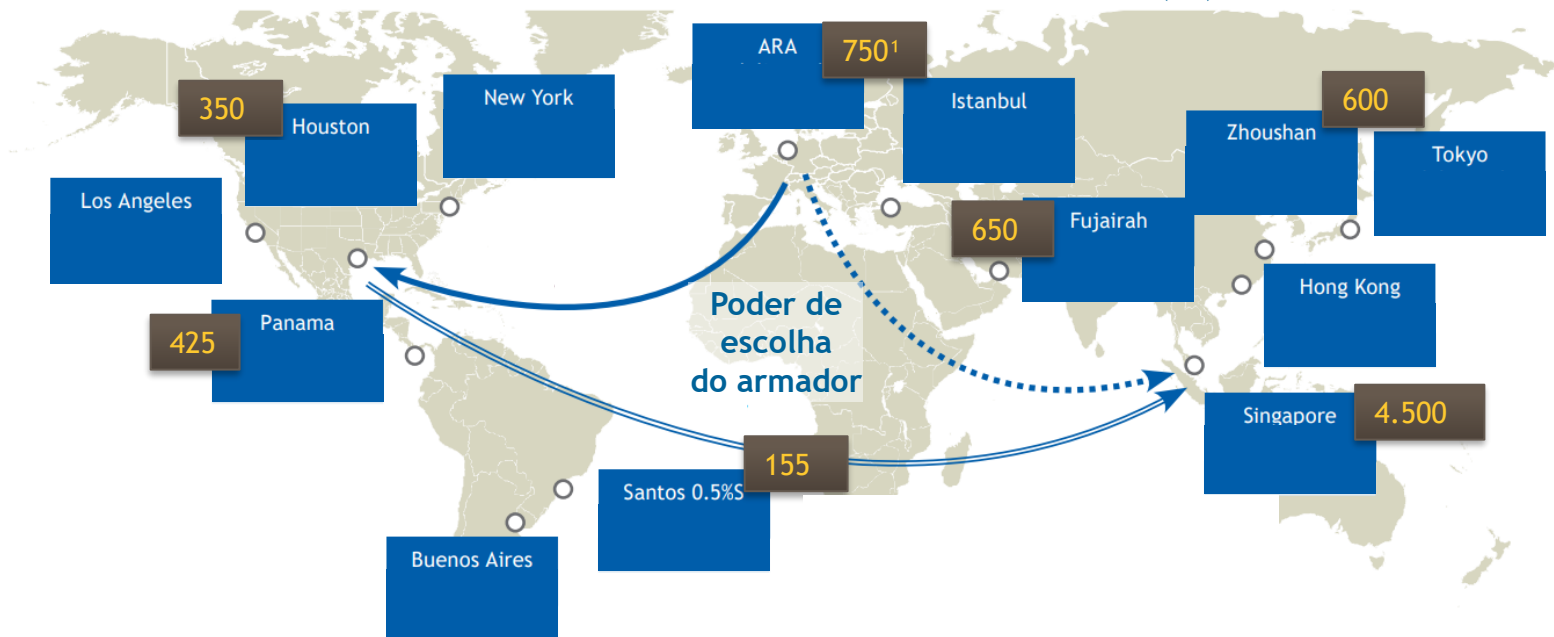 ARA
750¹
New York
Istanbul
350
Houston
600
Zhoushan
Tokyo
Los Angeles
650
Fujairah
Hong Kong
Panama
425
Poder de
escolha
do armador
Singapore
4.500
155
Santos 0.5%S
Buenos Aires